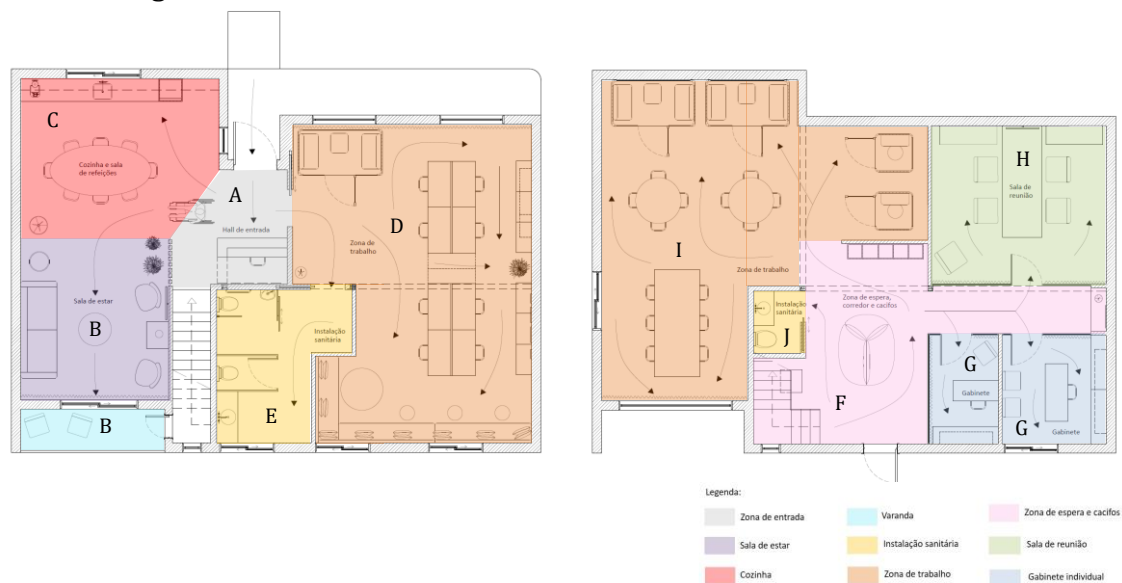 C
Cozinha e sala
de refeições
A
Hall de entrada
D
Zona de
trabalho
Sala de estar
B
Instalação
sanitária
E
B
H
Sala de
reunião
I
Zona de trabalho
Instalação
sanitária
J
Zona de espera,
corredor e cacifos
F
G
Gabinete
G
Gabinete
Legenda:
Zona de entrada
Varanda
Zona de espera e cacifos
Sala de estar
Instalação sanitária
Sala de reunião
Cozinha
Zona de trabalho
Gabinete individual